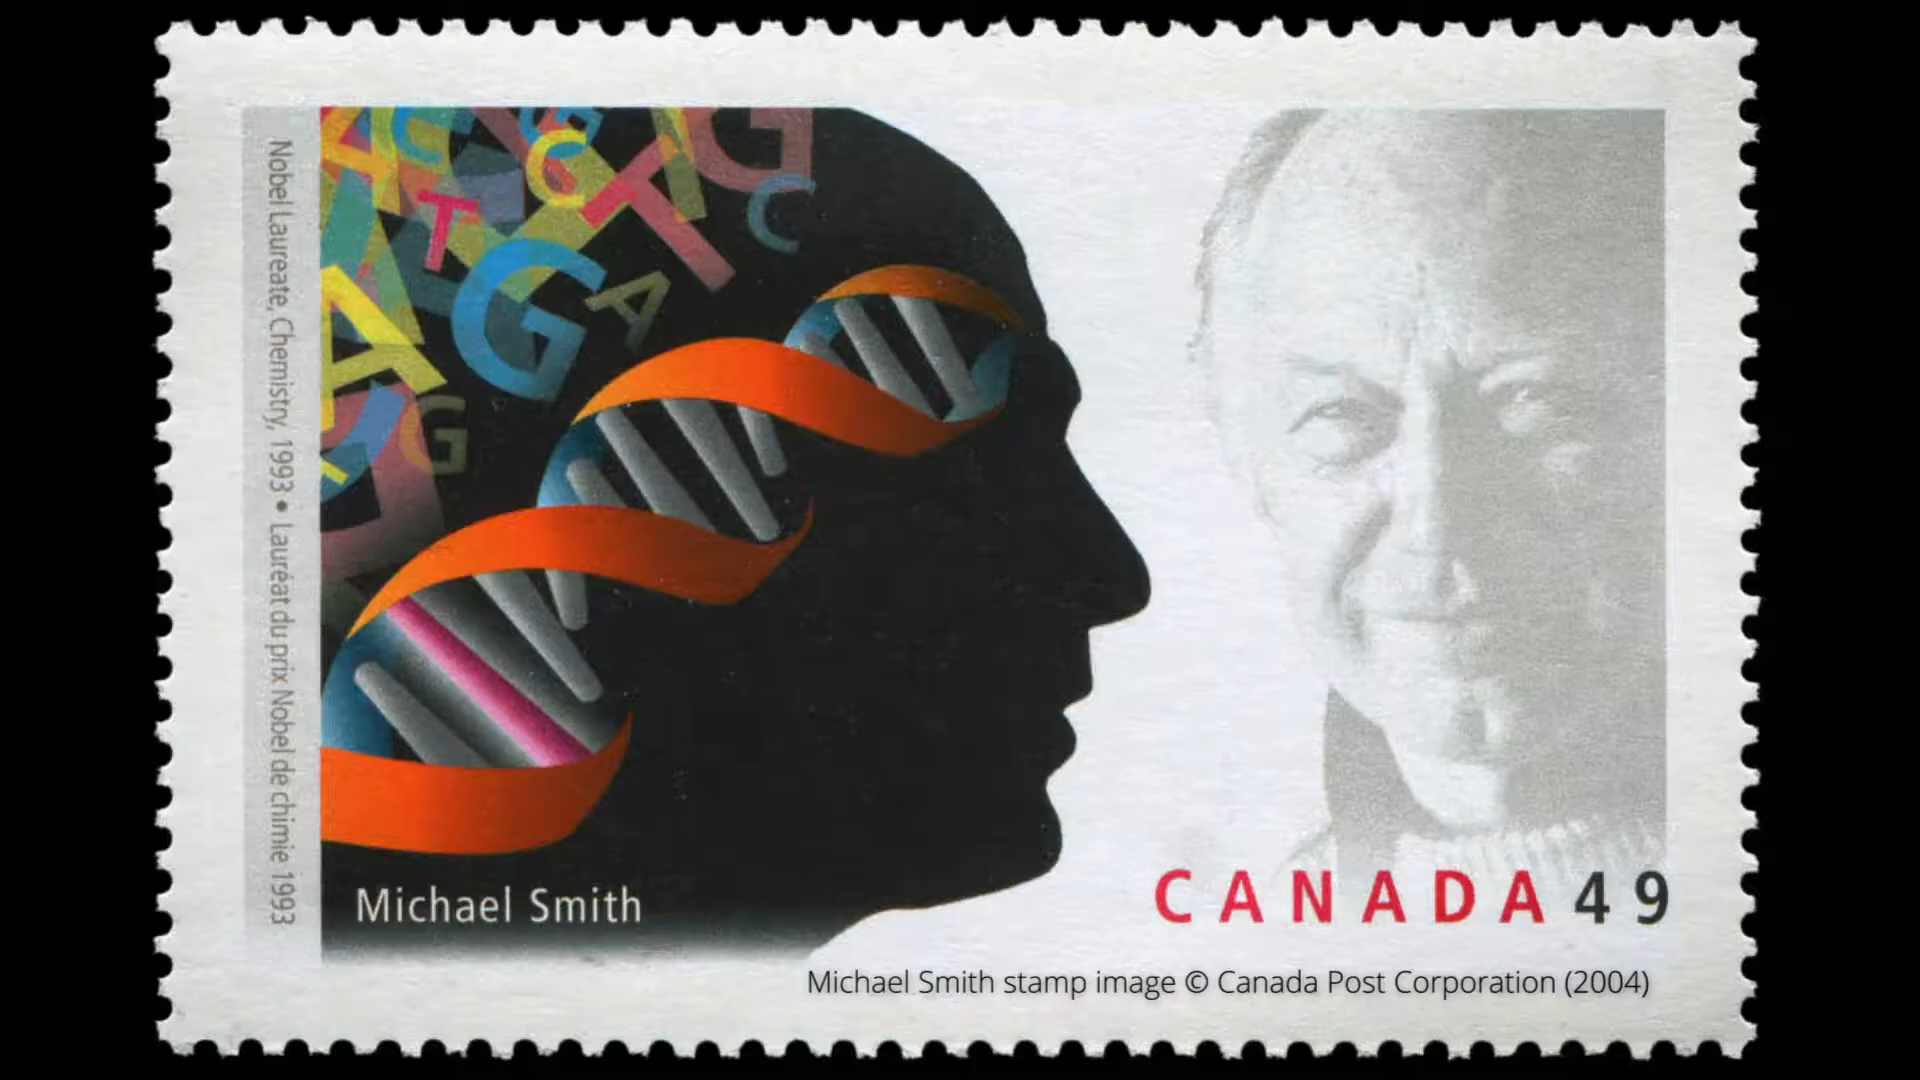 Nobel Laureate, Chemistry, 1993 • Lauréat du prix Nobel de chimie 1993
A
C
G
C
T
G
C
T
G
A
A
G
Michael Smith
CANADA 49
Michael Smith stamp image © Canada Post Corporation (2004)